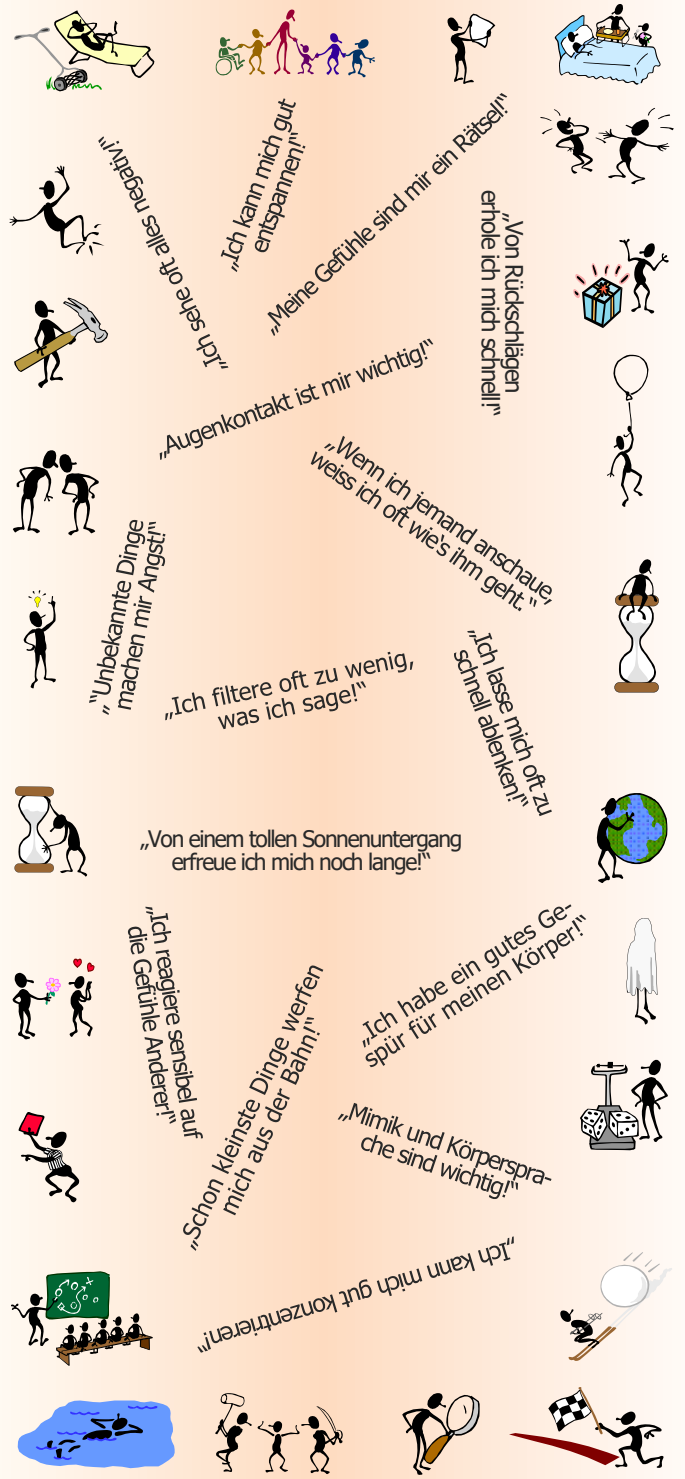 „Ich sehe oft alles negativ!“
„Ich kann mich gut
entspannen!“
„Meine Gefühle sind mir ein Rätsel!“
„Von Rückschlägen
erhole ich mich schnell!“
„Augenkontakt ist mir wichtig!“
„Wenn ich jemand anschaue,
weiss ich oft wie's ihm geht.“
„“Unbekannte Dinge
machen mir Angst!“
„Ich filtere oft zu wenig,
was ich sage!“
„Ich lasse mich oft zu
schnell ablenken!“
„Von einem tollen Sonnenuntergang
erfreue ich mich noch lange!“
„Ich reagiere sensibel auf
die Gefühle Anderer!“
„Schon kleinste Dinge werfen
mich aus der Bahn!“
„Ich habe ein gutes Ge-
spür für meinen Körper!“
„Mimik und Körperspra-
che sind wichtig!“
„Ich kann mich gut konzentrieren!“